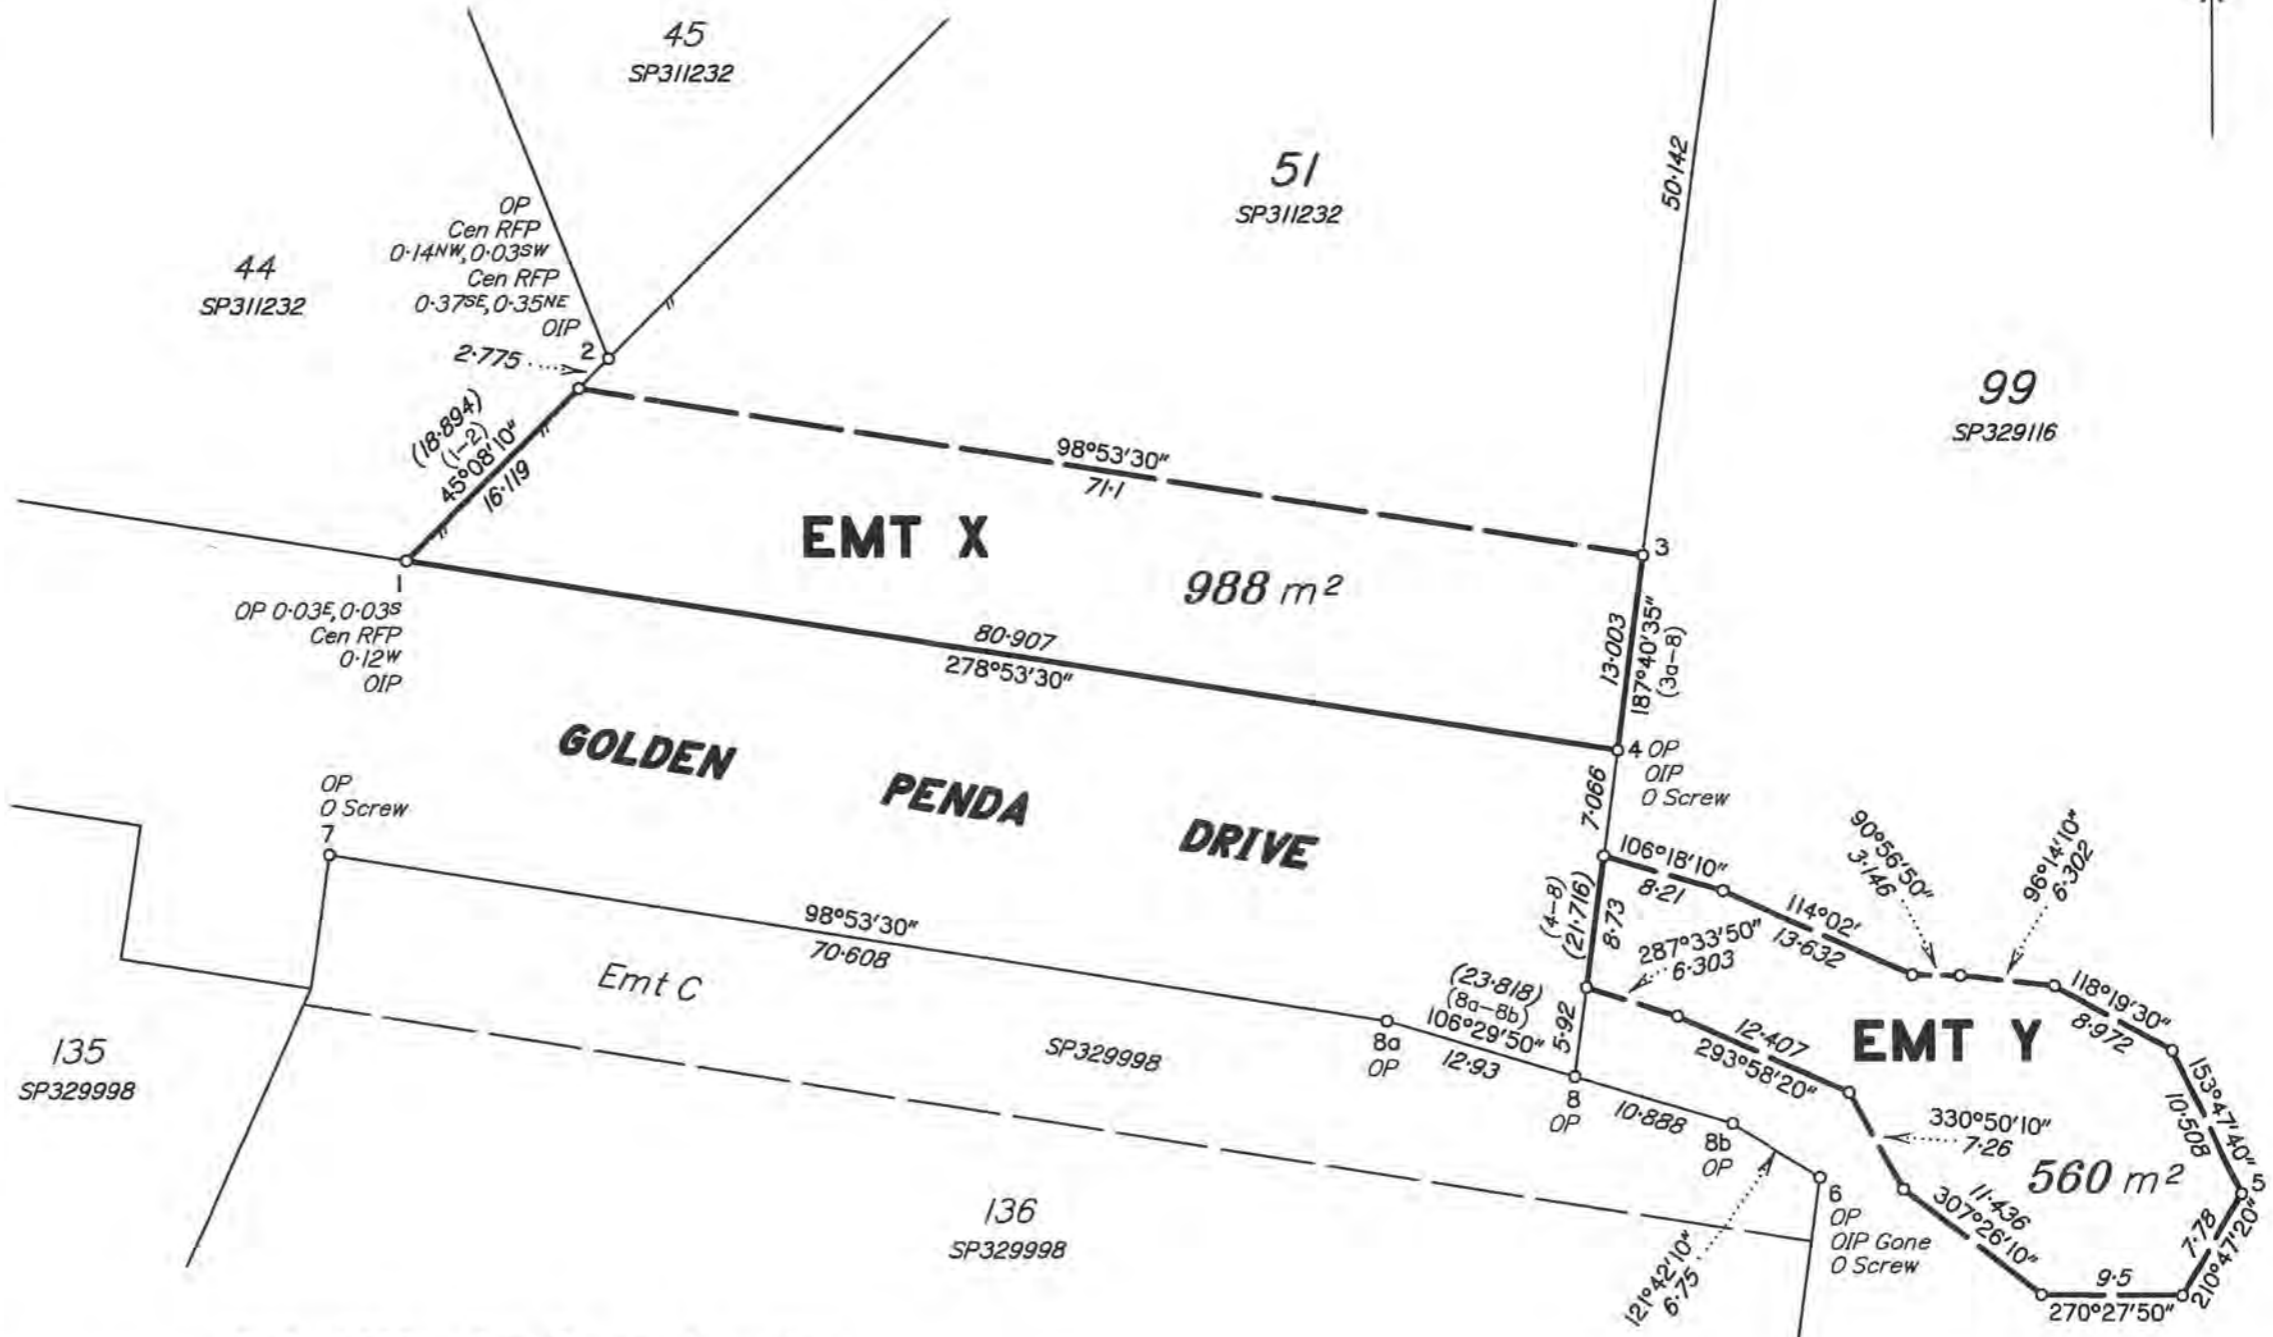 45
SP311232
51
SP311232
50·142
OP
Cen RFP
0·14NW,0·03SW
Cen RFP
0·37SE,0·35NE
OIP
44
SP311232
2
2·775
99
SP329116
(18·894)
(1-2)
45°08'10"
16·119
98°53'30"
71·1
EMT X
988 m²
3
1
OP 0·03E,0·03S
Cen RFP
0·12W
OIP
80·907
278°53'30"
13·003
187°40'35"
(3a-8)
4 OP
OIP
O Screw
GOLDEN PENDA DRIVE
OP
O Screw
7
7·066
106°18'10"
8·21
90°56'50"
3·146
96°14'10"
6·302
114°02'
13·632
(4-8)
(21·716)
8·73
287°33'50"
6·303
118°19'30"
8·972
98°53'30"
70·608
Emt C
SP329998
(23·818)
(8a-8b)
106°29'50"
12·93
5·92
8a
OP
12·407
293°58'20"
EMT Y
153°47'40"
10·508
135
SP329998
8
OP
10·888
8b
OP
330°50'10"
7·26
560 m²
5
6
OP
OIP Gone
O Screw
11·436
307°26'10"
7·78
210°47'20"
136
SP329998
121°42'10"
6·75
9·5
270°27'50"